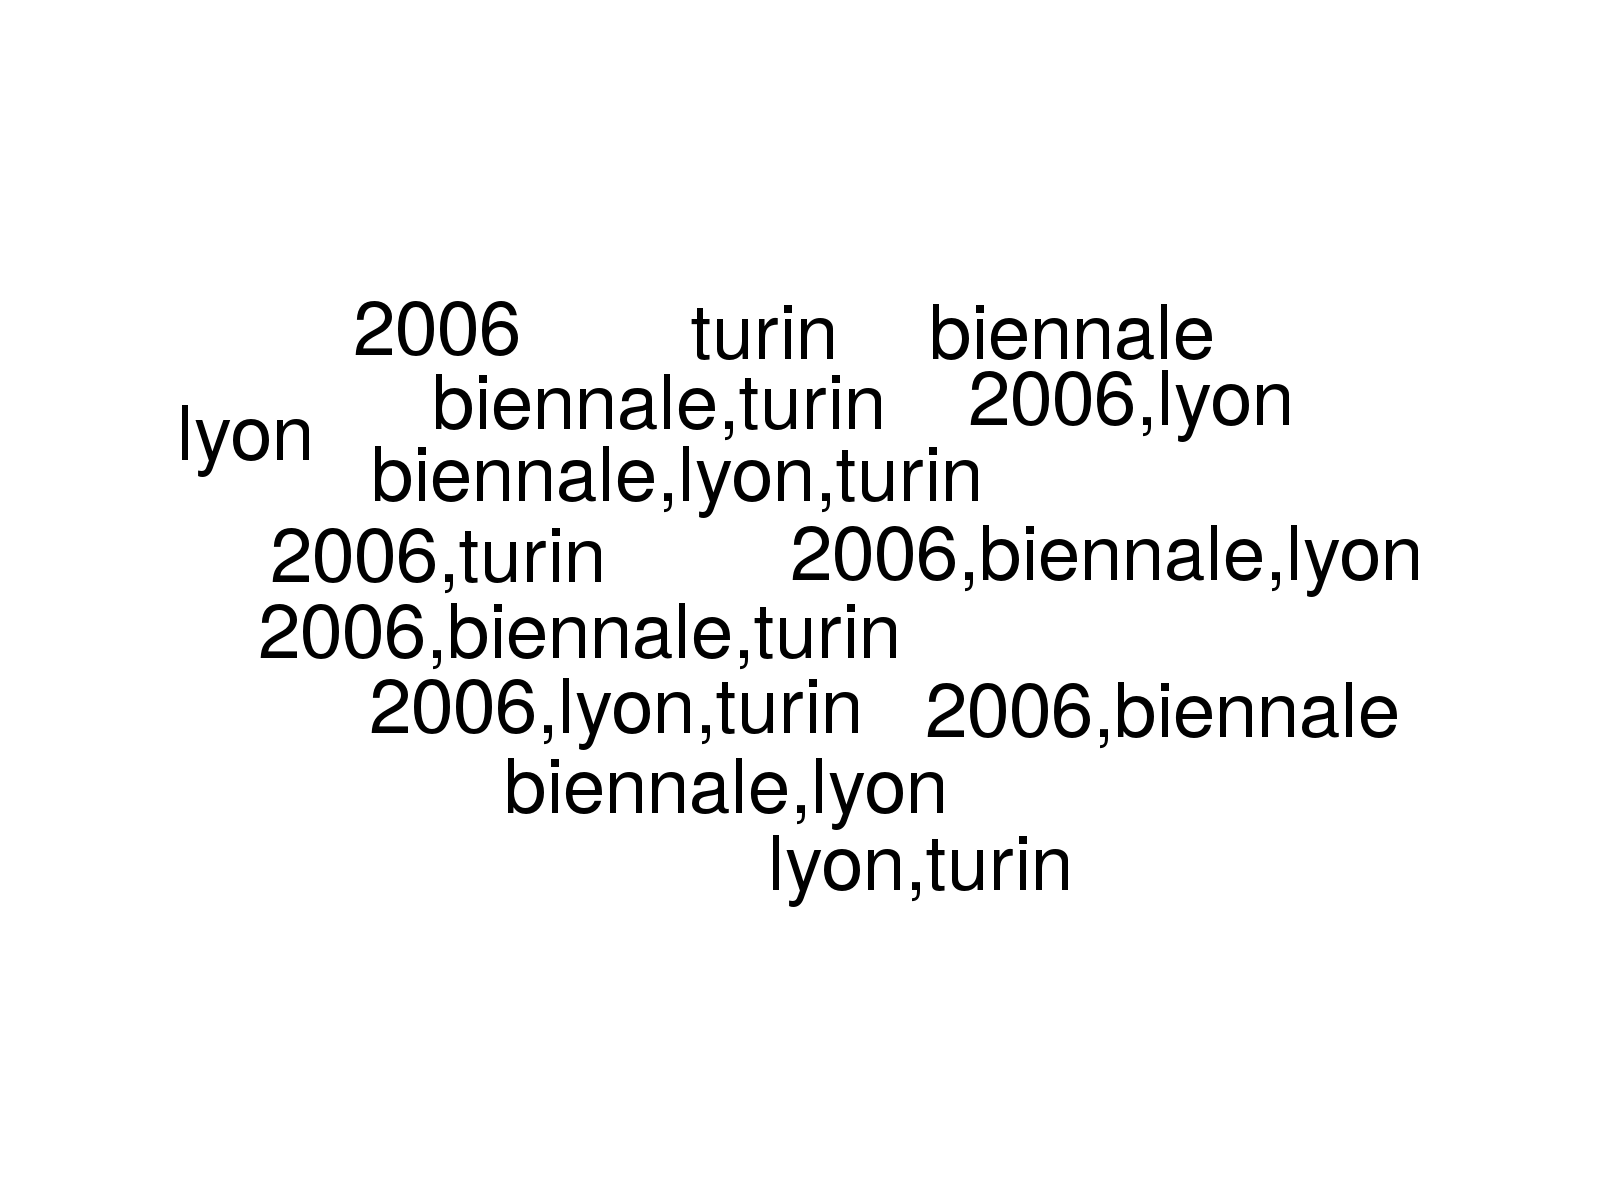 2006 turin biennale
biennale,turin 2006,lyon
lyon
biennale,lyon,turin
2006,turin 2006,biennale,lyon
2006,biennale,turin
2006,lyon,turin 2006,biennale
biennale,lyon
lyon,turin